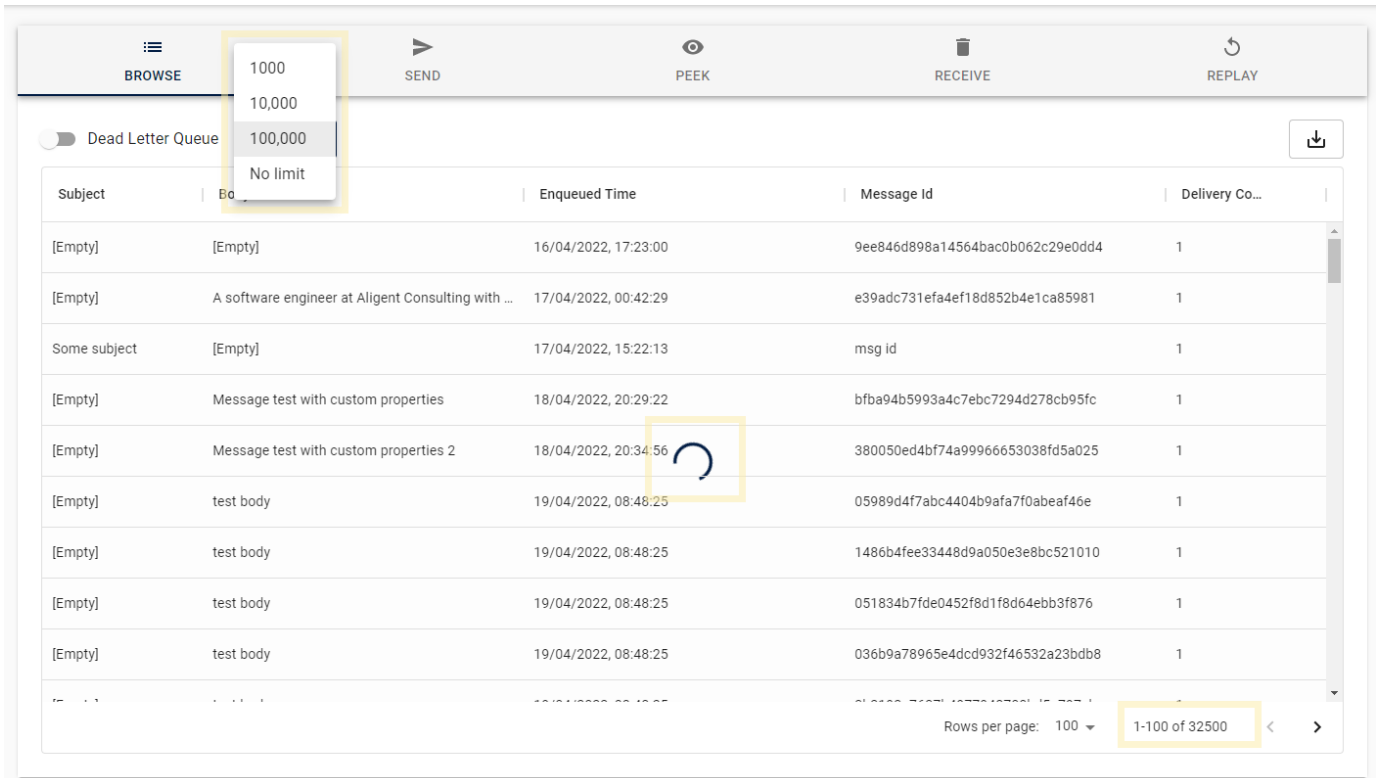 BROWSE SEND PEEK RECEIVE REPLAY
1000
10,000
100,000
No limit
Dead Letter Queue
Subject Enqueued Time Message Id Delivery Co...
[Empty] [Empty] 16/04/2022, 17:23:00 9ee846d898a14564bac0b062c29e0dd4 1
[Empty] A software engineer at Aligent Consulting with ... 17/04/2022, 00:42:29 e39adc731efa4ef18d852b4e1ca85981 1
Some subject [Empty] 17/04/2022, 15:22:13 msg id 1
[Empty] Message test with custom properties 18/04/2022, 20:29:22 bfba94b5993a4c7ebc7294d278cb95fc 1
[Empty] Message test with custom properties 2 18/04/2022, 20:34:56 380050ed4bf74a99966653038fd5a025 1
[Empty] test body 19/04/2022, 08:48:25 05989d4f7abc4404b9afa7f0abeaf46e 1
[Empty] test body 19/04/2022, 08:48:25 1486b4fee33448d9a050e3e8bc521010 1
[Empty] test body 19/04/2022, 08:48:25 051834b7fde0452f8d1f8d64ebb3f876 1
[Empty] test body 19/04/2022, 08:48:25 036b9a78965e4dcd932f46532a23bdb8 1
Rows per page: 100 1-100 of 32500